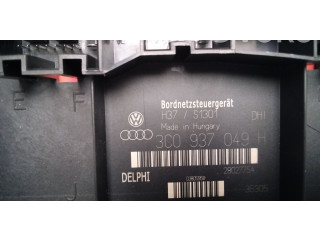 E F
Bordnetzsteuergerät
H37 / S1301 DHI
Made in Hungary
3C0 937 049 H
DELPHI